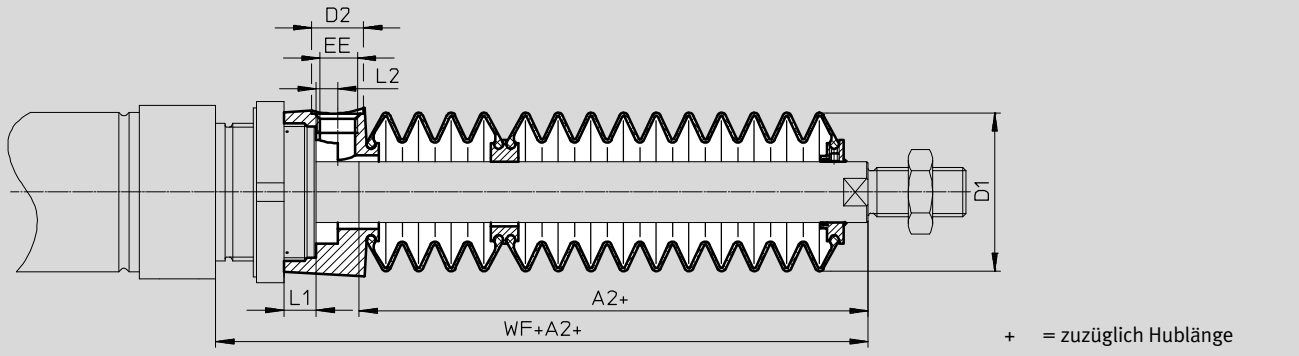 D2
EE
L2
D1
L1
A2+
WF+A2+
+ = zuzüglich Hublänge